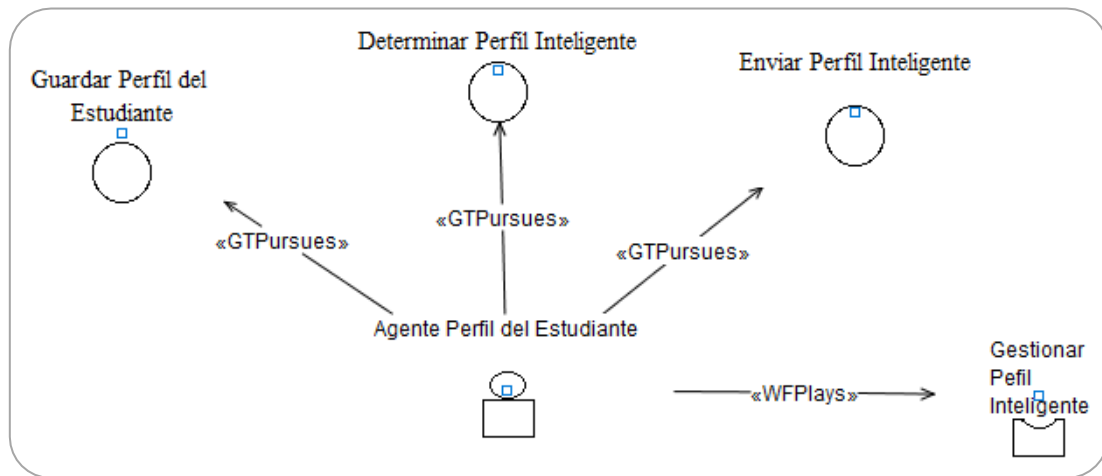 Determinar Perfil Inteligente
Enviar Perfil Inteligente
Guardar Perfil del
Estudiante
«GTPursues»
«GTPursues»
«GTPursues»
Agente Perfil del Estudiante
«WFPlays»
Gestionar
Pefil
Inteligente